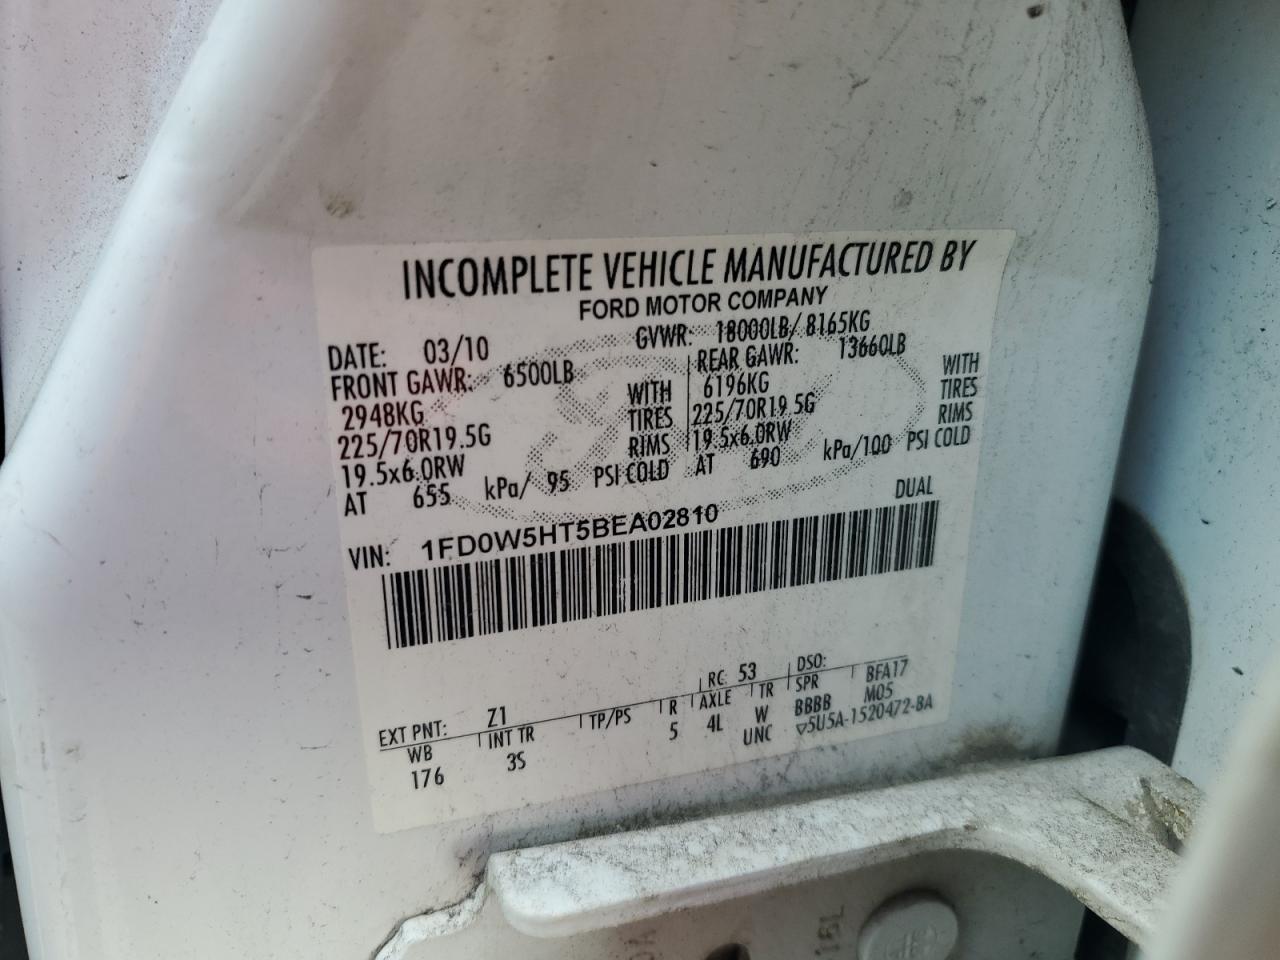 INCOMPLETE VEHICLE MANUFACTURED BY
FORD MOTOR COMPANY
DATE: 03/10
GVWR: 18000LB/ 8165KG
FRONT GAWR: 6500LB
2948KG WITH
225/70R19.5G TIRES
19.5x6.0RW RIMS
AT 655 kPa/ 95 PSI COLD
REAR GAWR: 13660LB
6196KG WITH
225/70R19.5G TIRES
19.5x6.0RW RIMS
AT 690 kPa/100 PSI COLD
DUAL
VIN: 1FD0W5HT5BEA02810
EXT PNT: Z1 RC: 53 DSO:
WB INT TR TP/PS R AXLE TR SPR BFA17
176 3S 5 4L W BBBB M05
UNC ▽5U5A-1520472-BA